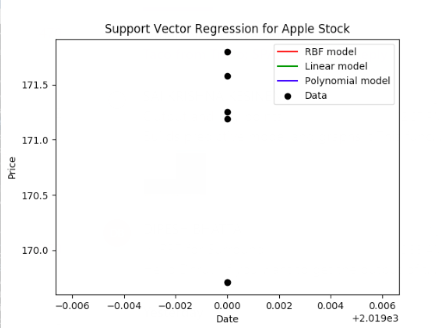 Support Vector Regression for Apple Stock
RBF model
Linear model
Polynomial model
Data
171.5
171.0
170.5
170.0
Price
−0.006 −0.004 −0.002 0.000 0.002 0.004 0.006
+2.019e3
Date